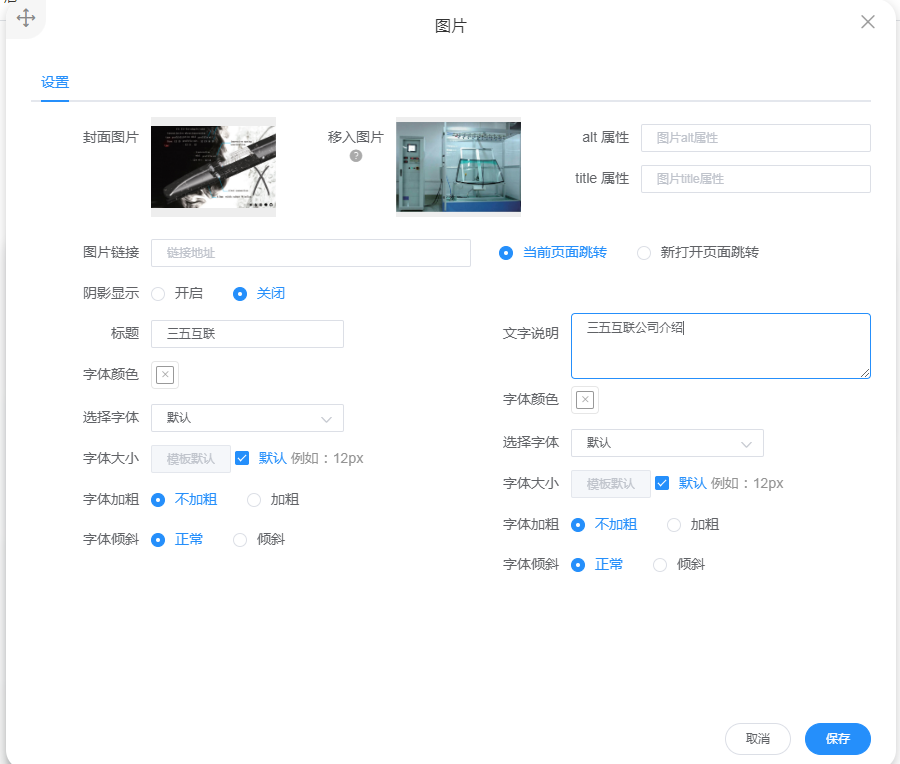 图片
设置
封面图片
移入图片
alt 属性 图片alt属性
title 属性 图片title属性
图片链接 链接地址 当前页面跳转 新打开页面跳转
阴影显示 开启 关闭
标题 三五互联
文字说明 三五互联公司介绍
字体颜色
字体颜色
选择字体 默认
选择字体 默认
字体大小 模板默认 默认 例如：12px
字体大小 模板默认 默认 例如：12px
字体加粗 不加粗 加粗
字体加粗 不加粗 加粗
字体倾斜 正常 倾斜
字体倾斜 正常 倾斜
取消 保存